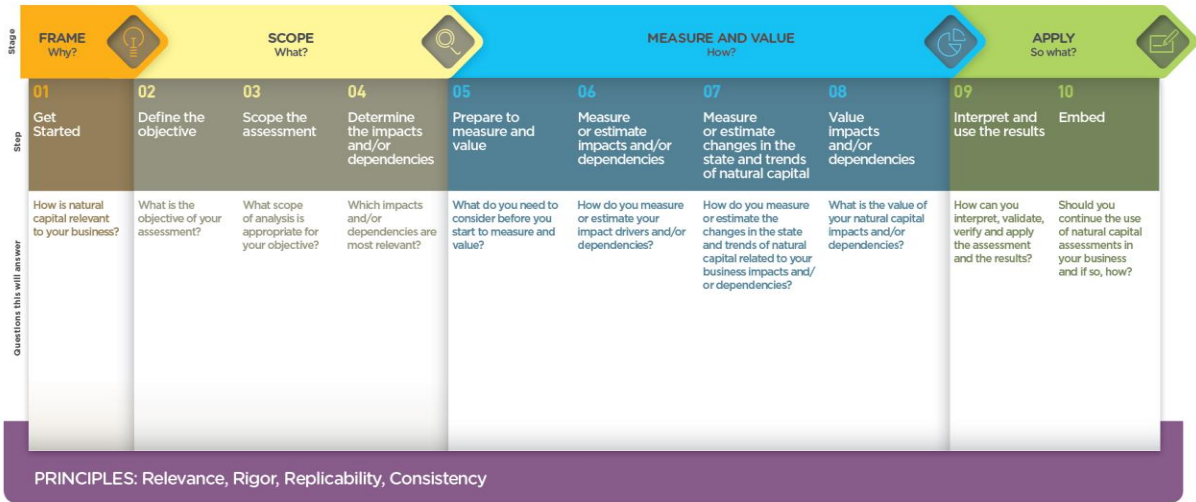 Stage
FRAME
Why?
SCOPE
What?
MEASURE AND VALUE
How?
APPLY
So what?
Step
01
Get
Started
02
Define the
objective
03
Scope the
assessment
04
Determine
the impacts
and/or
dependencies
05
Prepare to
measure and
value
06
Measure
or estimate
impacts and/or
dependencies
07
Measure
or estimate
changes in the
state and trends
of natural capital
08
Value
impacts
and/or
dependencies
09
Interpret and
use the results
10
Embed
Questions this will answer
How is natural
capital relevant
to your business?
What is the
objective of your
assessment?
What scope
of analysis is
appropriate for
your objective?
Which impacts
and/or
dependencies are
most relevant?
What do you need to
consider before you
start to measure and
value?
How do you measure
or estimate your
impact drivers and/or
dependencies?
How do you measure
or estimate the
changes in the state
and trends of natural
capital related to your
business impacts and/
or dependencies?
What is the value of
your natural capital
impacts and/or
dependencies?
How can you
interpret, validate,
verify and apply
the assessment
and the results?
Should you
continue the use
of natural capital
assessments in
your business
and if so, how?
PRINCIPLES: Relevance, Rigor, Replicability, Consistency